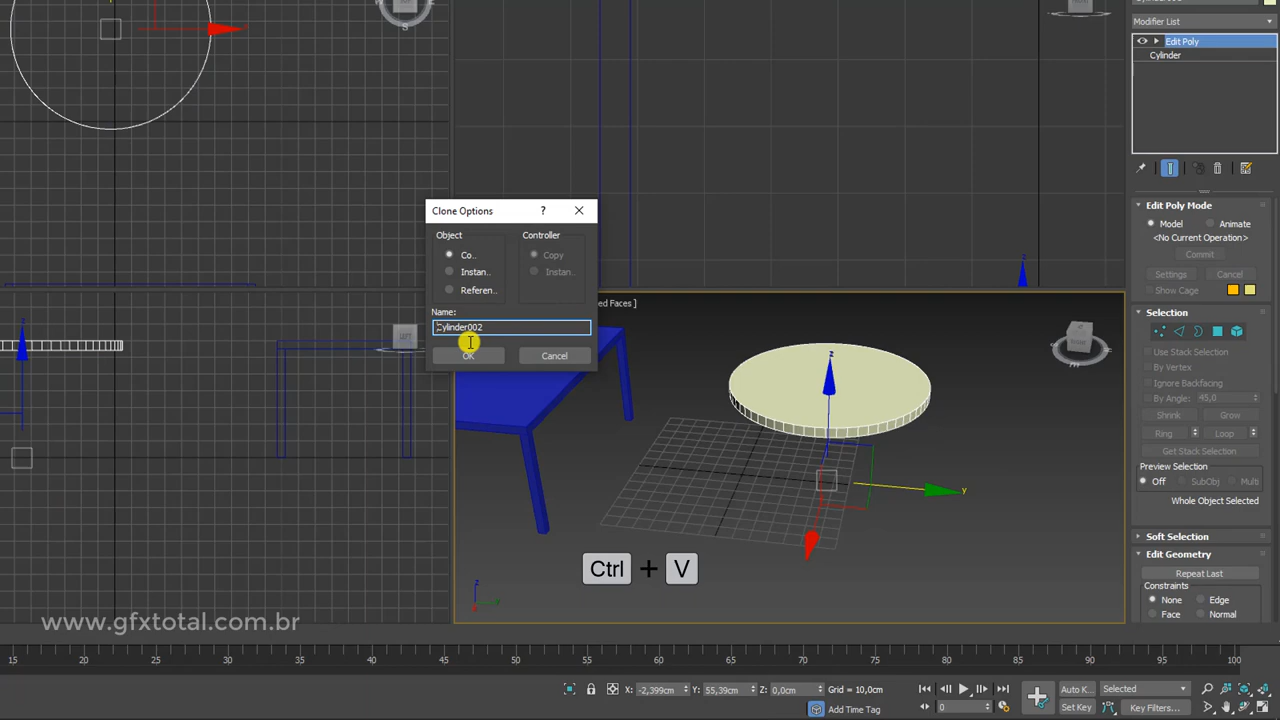 Modifier List
Edit Poly
Cylinder
Clone Options
?
Object
Controller
Co..
Copy
Instan..
Instan..
Referen..
Name:
Cylinder002
OK
Cancel
ed Faces ]
LEFT
z
y
z
Ctrl + V
www.gfxtotal.com.br
Edit Poly Mode
Model
Animate
<No Current Operation>
Commit
Settings
Cancel
Show Cage
Selection
Use Stack Selection
By Vertex
Ignore Backfacing
By Angle:
45,0
Shrink
Grow
Ring
Loop
Get Stack Selection
Preview Selection
Off
SubObj
Multi
Whole Object Selected
Soft Selection
Edit Geometry
Repeat Last
Constraints
None
Edge
Face
Normal
15 20 25 30 35 40 45 50 55 60 65 70 75 80 85 90 95 100
X: -2,399cm Y: 55,39cm Z: 0,0cm Grid = 10,0cm
Add Time Tag
0
Auto K..
Selected
Set Key
Key Filters...